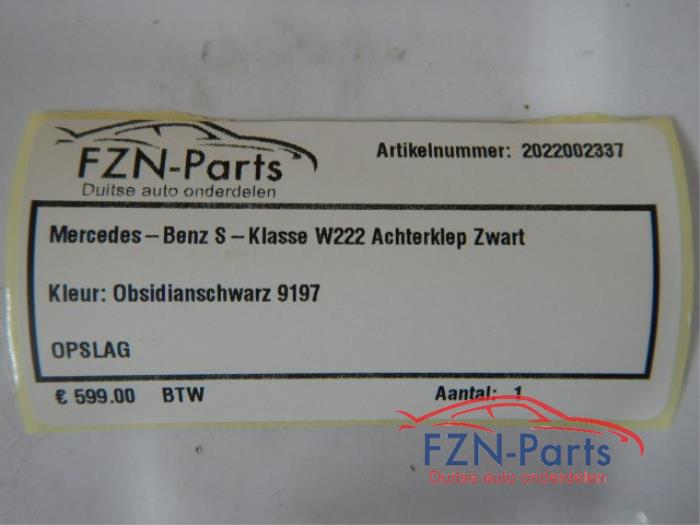 FZN-Parts
Duitse auto onderdelen
Artikelnummer: 2022002337
Mercedes-Benz S-Klasse W222 Achterklep Zwart
Kleur: Obsidianschwarz 9197
OPSLAG
€ 599.00 BTW Aantal: 1
FZN-Parts
Duitse auto onderdelen